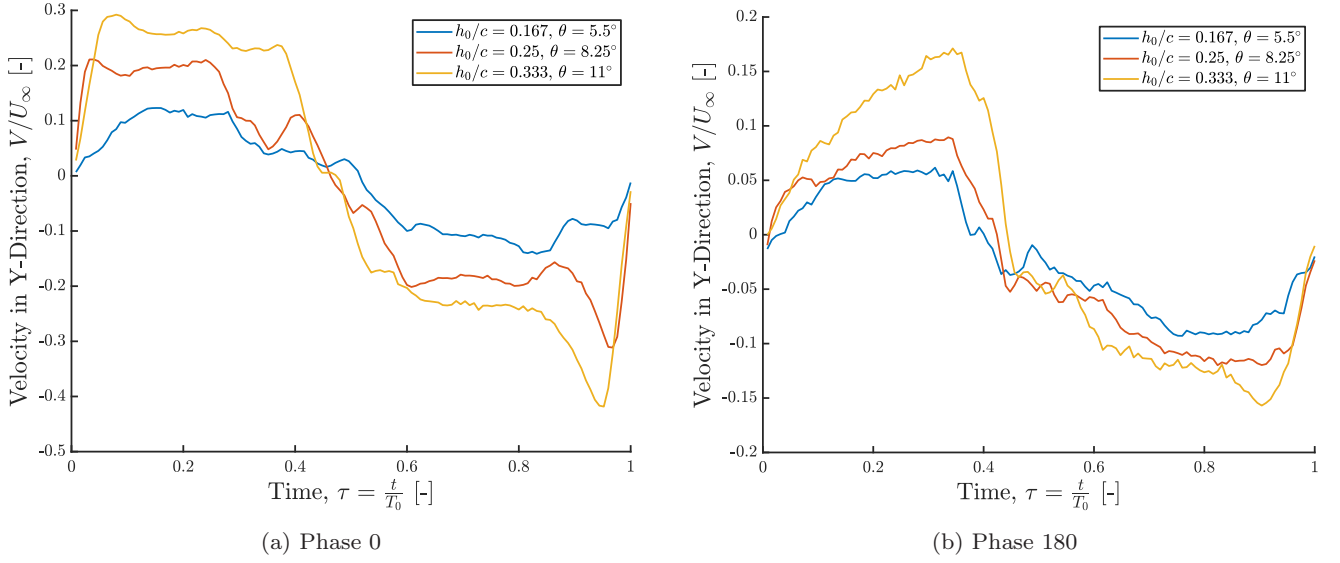 0.3
0.2
0.1
0
-0.1
-0.2
-0.3
-0.4
-0.5
0 0.2 0.4 0.6 0.8 1
Velocity in Y-Direction, V/U∞ [-]
Time, τ = t/T₀ [-]
h₀/c = 0.167, θ = 5.5°
h₀/c = 0.25, θ = 8.25°
h₀/c = 0.333, θ = 11°
(a) Phase 0
0.2
0.15
0.1
0.05
0
-0.05
-0.1
-0.15
-0.2
0 0.2 0.4 0.6 0.8 1
Velocity in Y-Direction, V/U∞ [-]
Time, τ = t/T₀ [-]
h₀/c = 0.167, θ = 5.5°
h₀/c = 0.25, θ = 8.25°
h₀/c = 0.333, θ = 11°
(b) Phase 180